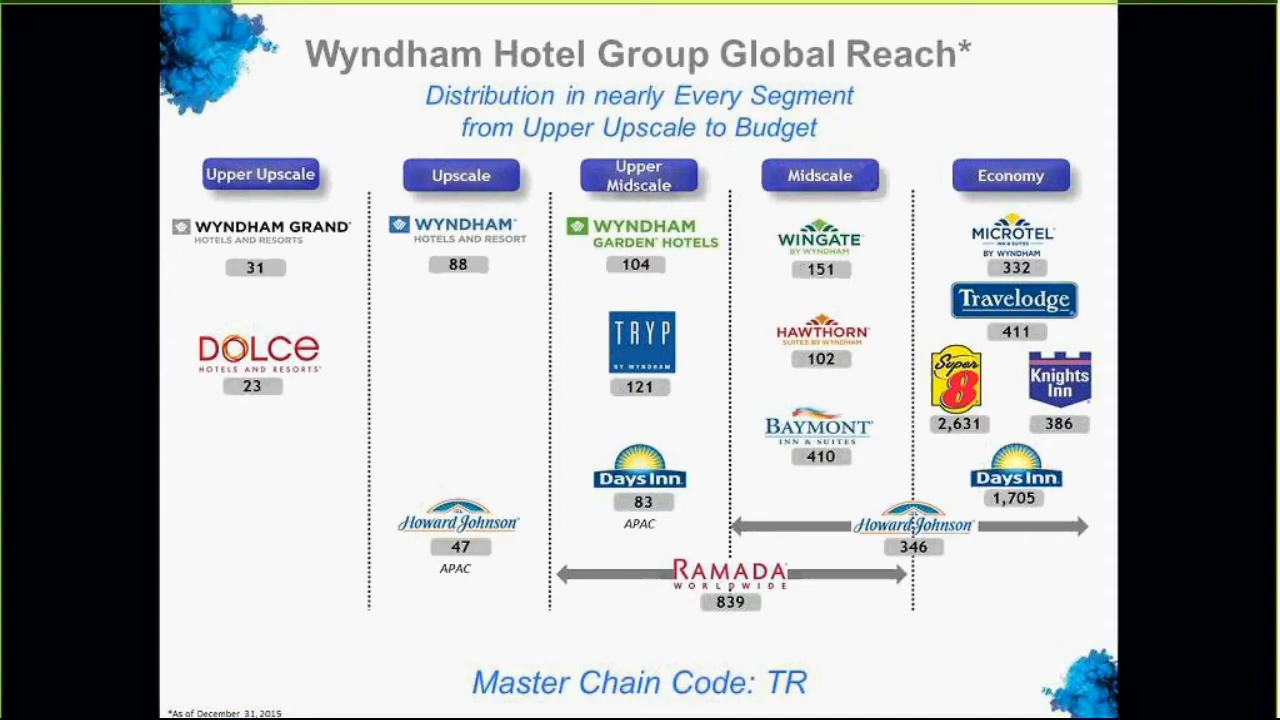 Wyndham Hotel Group Global Reach*
Distribution in nearly Every Segment
from Upper Upscale to Budget
Upper Upscale
WYNDHAM GRAND
HOTELS AND RESORTS
31
DOLCE
HOTELS AND RESORTS
23
Upscale
WYNDHAM
HOTELS AND RESORT
88
Howard Johnson
47
APAC
Upper
Midscale
WYNDHAM
GARDEN HOTELS
104
TRYP
BY WYNDHAM
121
Days Inn
83
APAC
RAMADA
WORLDWIDE
839
Midscale
WINGATE
BY WYNDHAM
151
HAWTHORN
SUITES BY WYNDHAM
102
BAYMONT
INN & SUITES
410
Howard Johnson
346
Economy
MICROTEL
INN & SUITES
BY WYNDHAM
332
Travelodge
411
Super
8
2,631
Knights
Inn
386
Days Inn
1,705
Master Chain Code: TR
*As of December 31, 2015